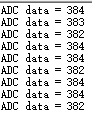 ADC data = 384
ADC data = 383
ADC data = 382
ADC data = 384
ADC data = 384
ADC data = 382
ADC data = 384
ADC data = 384
ADC data = 382